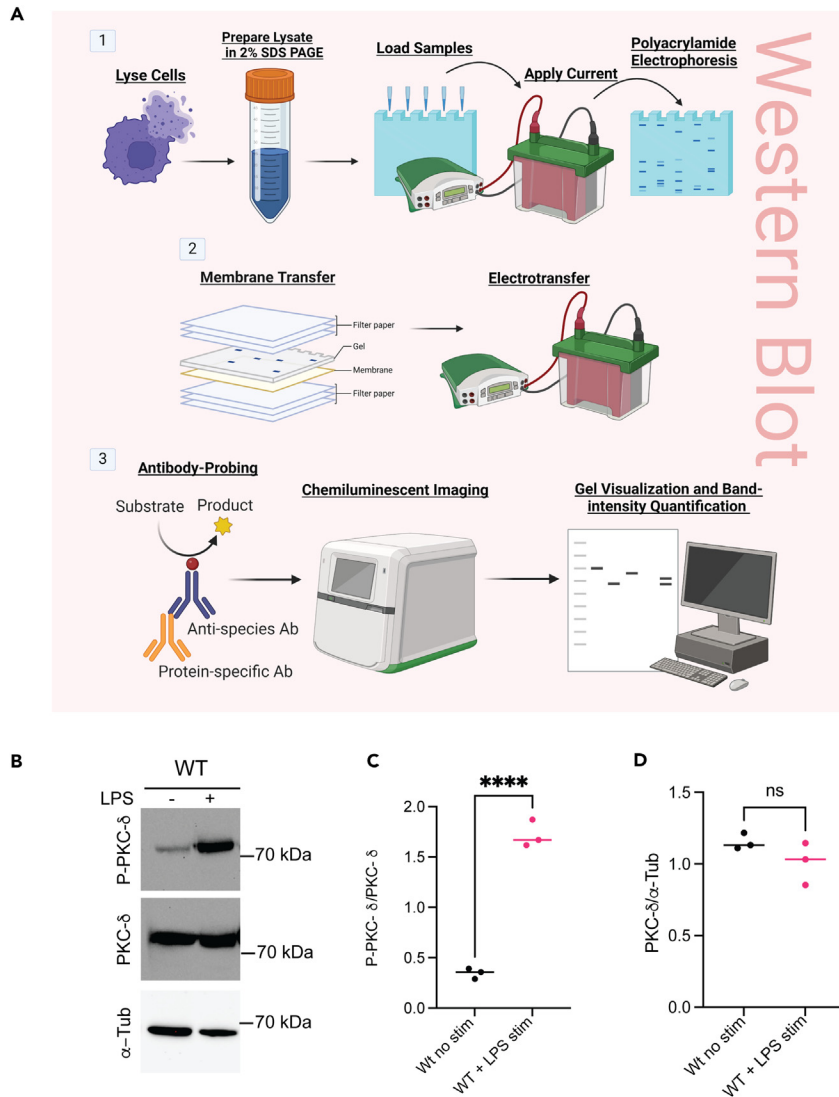 A
Western Blot
1
Lyse Cells
Prepare Lysate
in 2% SDS PAGE
Load Samples
Apply Current
Polyacrylamide
Electrophoresis
2
Membrane Transfer
Filter paper
Gel
Membrane
Filter paper
Electrotransfer
3
Antibody-Probing
Substrate
Product
Anti-species Ab
Protein-specific Ab
Chemiluminescent Imaging
Gel Visualization and Band-
intensity Quantification
B
WT
LPS - +
P-PKC-δ
70 kDa
PKC-δ
70 kDa
α-Tub
70 kDa
C
****
P-PKC- δ/PKC- δ
2.0
1.5
1.0
0.5
0.0
Wt no stim
WT + LPS stim
D
ns
PKC-δ/α-Tub
1.5
1.0
0.5
0.0
Wt no stim
WT + LPS stim